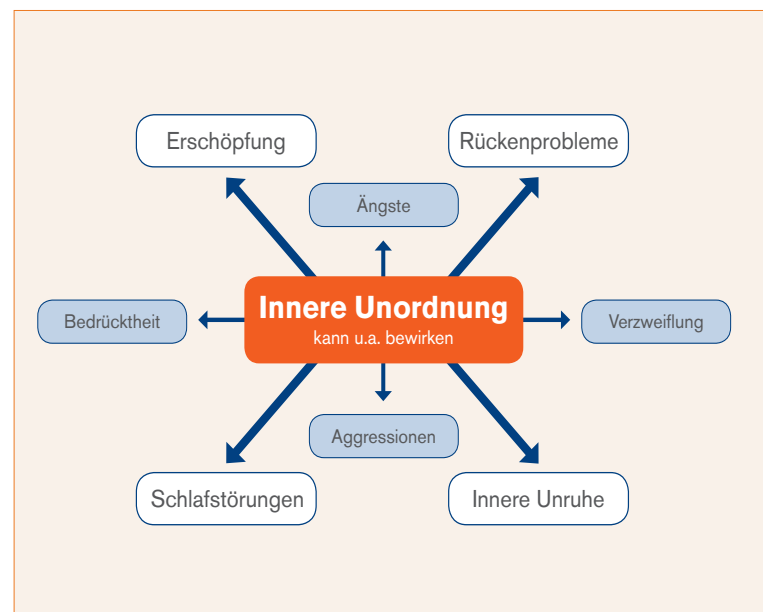 Erschöpfung
Rückenprobleme
Ängste
Innere Unordnung
kann u.a. bewirken
Bedrücktheit
Verzweiflung
Aggressionen
Schlafstörungen
Innere Unruhe